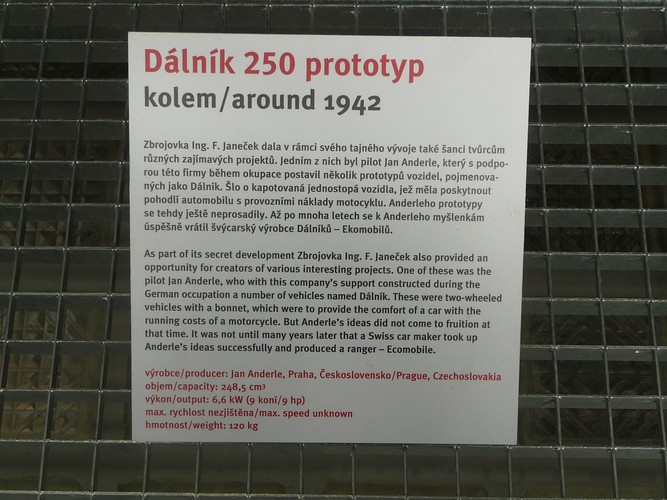 Dálník 250 prototyp
kolem/around 1942
Zbrojovka Ing. F. Janeček dala v rámci svého tajného vývoje také šanci tvůrcům
různých zajímavých projektů. Jedním z nich byl pilot Jan Anderle, který s podpo-
rou této firmy během okupace postavil několik prototypů vozidel, pojmenova-
ných jako Dálník. Šlo o kapotovaná jednostopá vozidla, jež měla poskytnout
pohodlí automobilu s provozními náklady motocyklu. Anderleho prototypy
se tehdy ještě neprosadily. Až po mnoha letech se k Anderleho myšlenkám
úspěšně vrátil švýcarský výrobce Dálníků – Ekomobilů.
As part of its secret development Zbrojovka Ing. F. Janeček also provided an
opportunity for creators of various interesting projects. One of these was the
pilot Jan Anderle, who with this company's support constructed during the
German occupation a number of vehicles named Dálník. These were two-wheeled
vehicles with a bonnet, which were to provide the comfort of a car with the
running costs of a motorcycle. But Anderle's ideas did not come to fruition at
that time. It was not until many years later that a Swiss car maker took up
Anderle's ideas successfully and produced a ranger – Ecomobile.
výrobce/producer: Jan Anderle, Praha, Československo/Prague, Czechoslovakia
objem/capacity: 248,5 cm³
výkon/output: 6,6 kW (9 koní/9 hp)
max. rychlost nezjištěna/max. speed unknown
hmotnost/weight: 120 kg